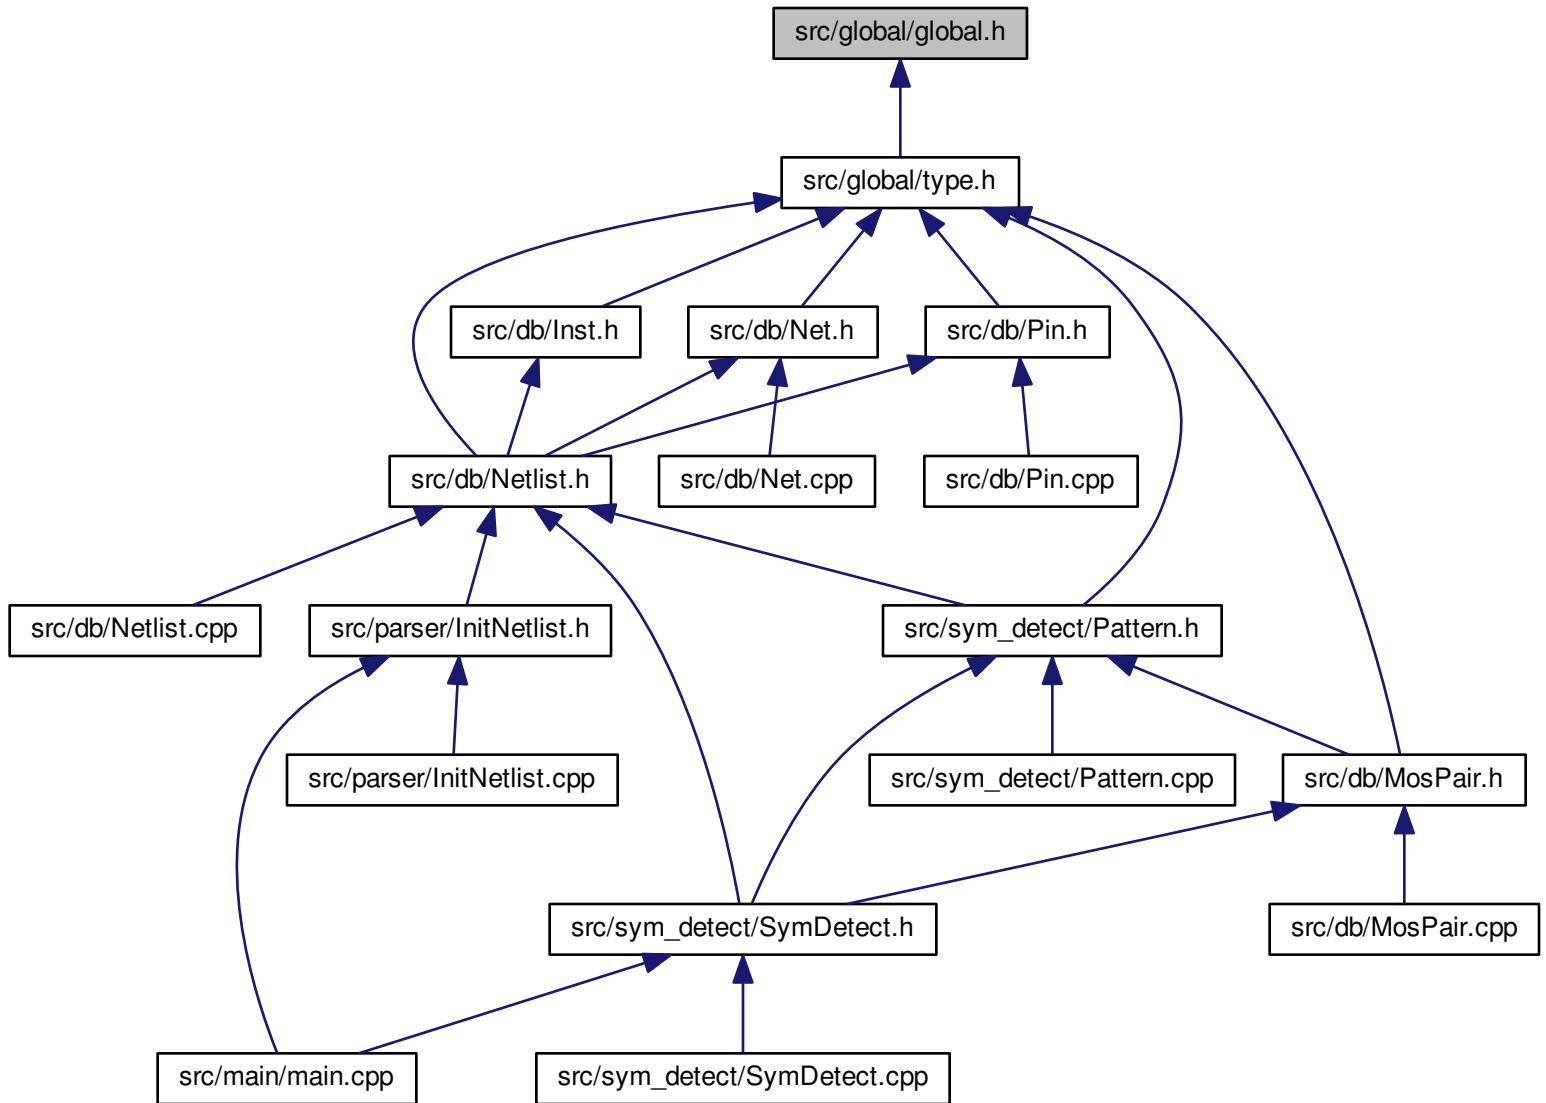 src/global/global.h
src/global/type.h
src/db/Inst.h
src/db/Net.h
src/db/Pin.h
src/db/Netlist.h
src/db/Net.cpp
src/db/Pin.cpp
src/db/Netlist.cpp
src/parser/InitNetlist.h
src/sym_detect/Pattern.h
src/parser/InitNetlist.cpp
src/sym_detect/Pattern.cpp
src/db/MosPair.h
src/sym_detect/SymDetect.h
src/db/MosPair.cpp
src/main/main.cpp
src/sym_detect/SymDetect.cpp